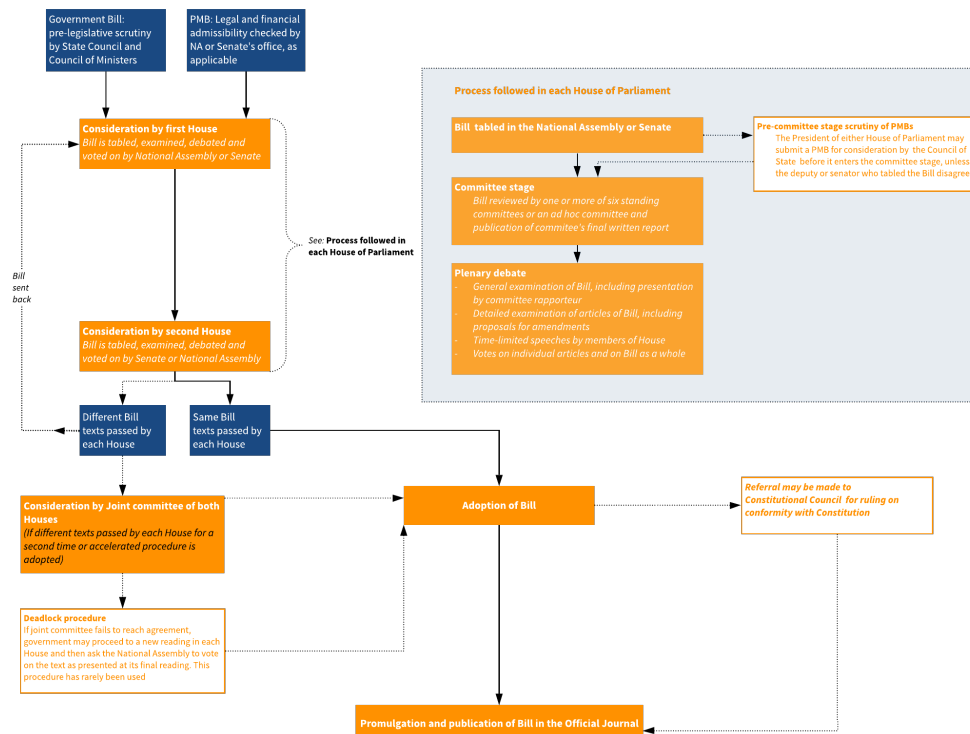 Government Bill:
pre-legislative scrutiny
by State Council and
Council of Ministers
PMB: Legal and financial
admissibility checked by
NA or Senate's office, as
applicable
Consideration by first House
Bill is tabled, examined, debated and
voted on by National Assembly or Senate
See: Process followed in
each House of Parliament
Bill
sent
back
Consideration by second House
Bill is tabled, examined, debated and
voted on by Senate or National Assembly
Different Bill
texts passed by
each House
Same Bill
texts passed by
each House
Consideration by Joint committee of both
Houses
(If different texts passed by each House for a
second time or accelerated procedure is
adopted)
Deadlock procedure
If joint committee fails to reach agreement,
government may proceed to a new reading in each
House and then ask the National Assembly to vote
on the text as presented at its final reading. This
procedure has rarely been used
Adoption of Bill
Referral may be made to
Constitutional Council for ruling on
conformity with Constitution
Promulgation and publication of Bill in the Official Journal
Process followed in each House of Parliament
Bill tabled in the National Assembly or Senate
Pre-committee stage scrutiny of PMBs
The President of either House of Parliament may
submit a PMB for consideration by the Council of
State before it enters the committee stage, unless
the deputy or senator who tabled the Bill disagree
Committee stage
Bill reviewed by one or more of six standing
committees or an ad hoc committee and
publication of commitee's final written report
Plenary debate
- General examination of Bill, including presentation
by committee rapporteur
- Detailed examination of articles of Bill, including
proposals for amendments
- Time-limited speeches by members of House
- Votes on individual articles and on Bill as a whole